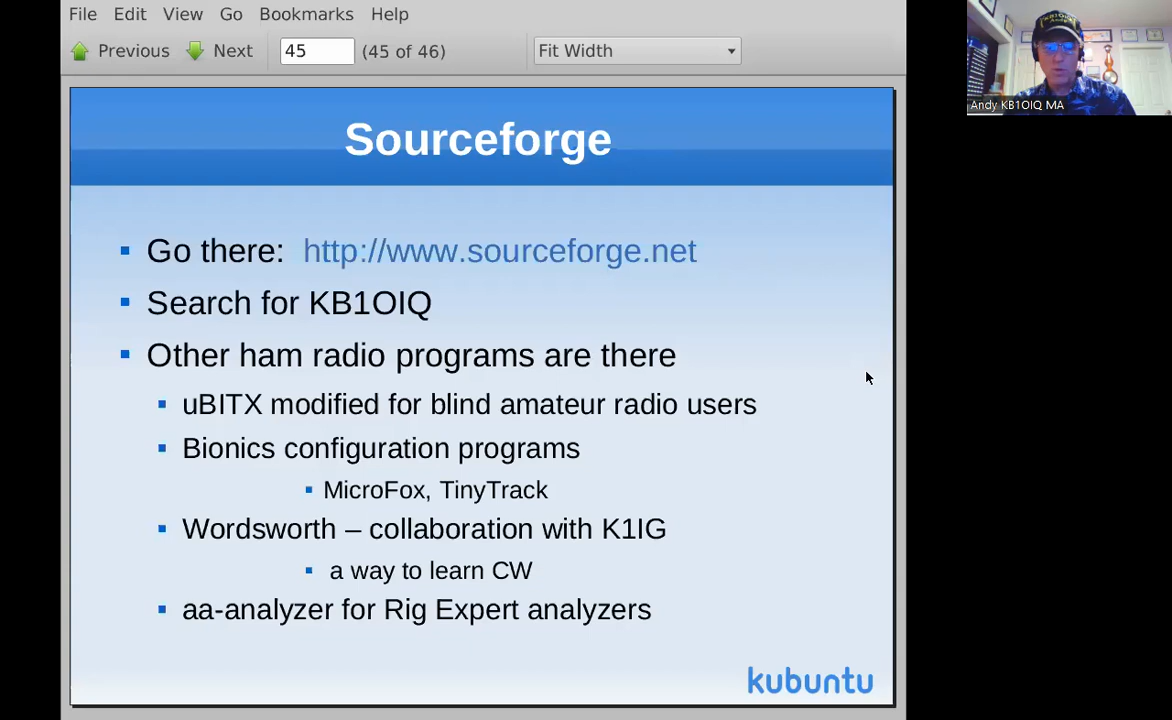 File Edit View Go Bookmarks Help
Previous Next 45 (45 of 46) Fit Width
Andy KB1OIQ MA
Sourceforge
Go there: http://www.sourceforge.net
Search for KB1OIQ
Other ham radio programs are there
uBITX modified for blind amateur radio users
Bionics configuration programs
MicroFox, TinyTrack
Wordsworth – collaboration with K1IG
a way to learn CW
aa-analyzer for Rig Expert analyzers
kubuntu